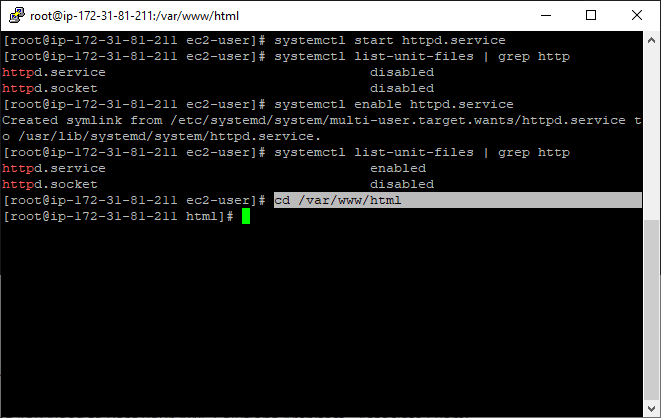 root@ip-172-31-81-211:/var/www/html
[root@ip-172-31-81-211 ec2-user]# systemctl start httpd.service
[root@ip-172-31-81-211 ec2-user]# systemctl list-unit-files | grep http
httpd.service                                 disabled
httpd.socket                                  disabled
[root@ip-172-31-81-211 ec2-user]# systemctl enable httpd.service
Created symlink from /etc/systemd/system/multi-user.target.wants/httpd.service t
o /usr/lib/systemd/system/httpd.service.
[root@ip-172-31-81-211 ec2-user]# systemctl list-unit-files | grep http
httpd.service                                 enabled
httpd.socket                                  disabled
[root@ip-172-31-81-211 ec2-user]# cd /var/www/html
[root@ip-172-31-81-211 html]#